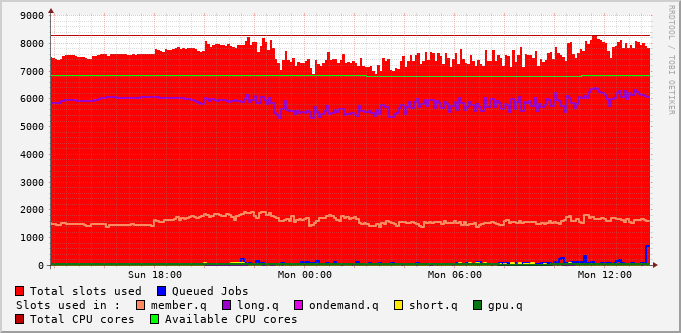 9000
8000
7000
6000
5000
4000
3000
2000
1000
0
Sun 18:00 Mon 00:00 Mon 06:00 Mon 12:00
RRDTOOL / TOBI OETIKER
Total slots used Queued Jobs
Slots used in : member.q long.q ondemand.q short.q gpu.q
Total CPU cores Available CPU cores